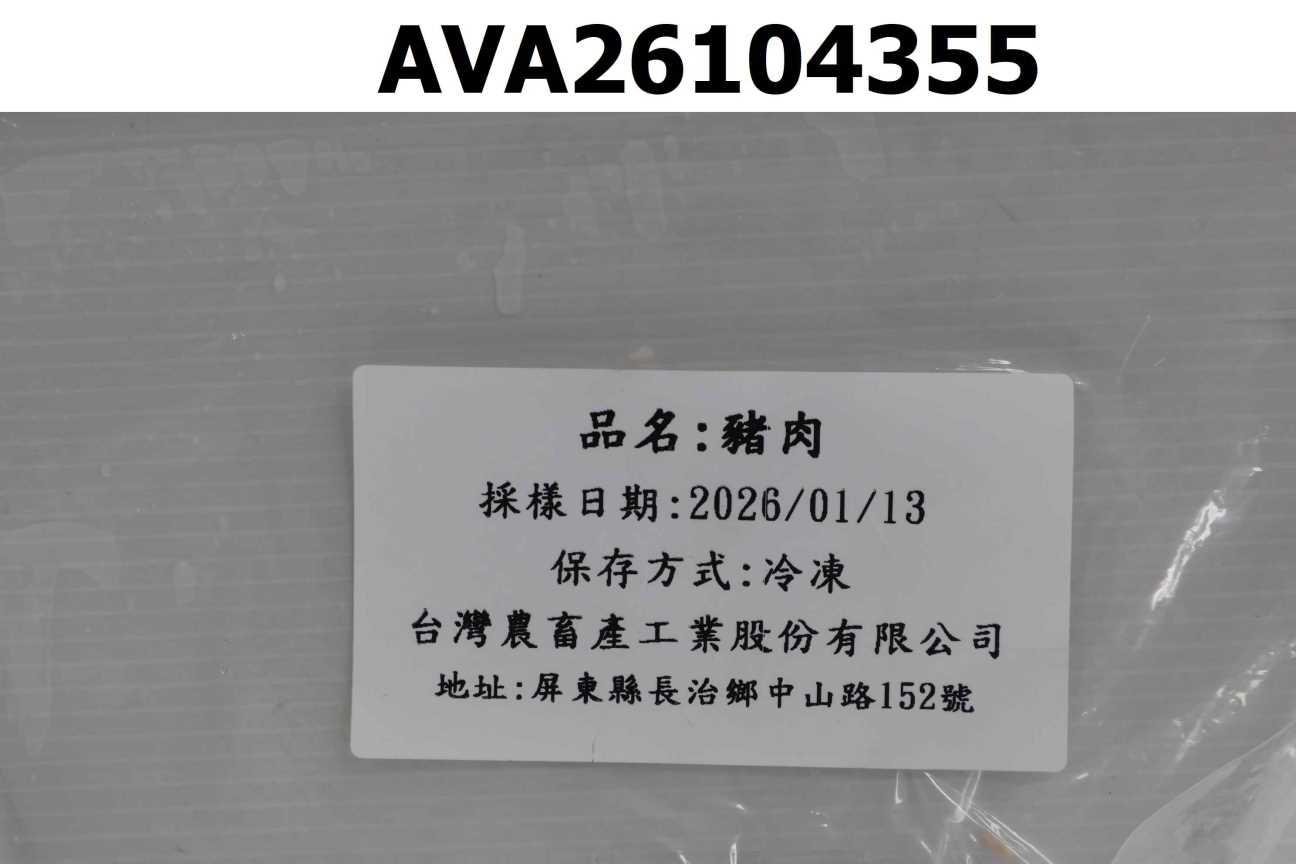 AVA26104355
品名:豬肉
採樣日期:2026/01/13
保存方式:冷凍
台灣農畜產工業股份有限公司
地址:屏東縣長治鄉中山路152號